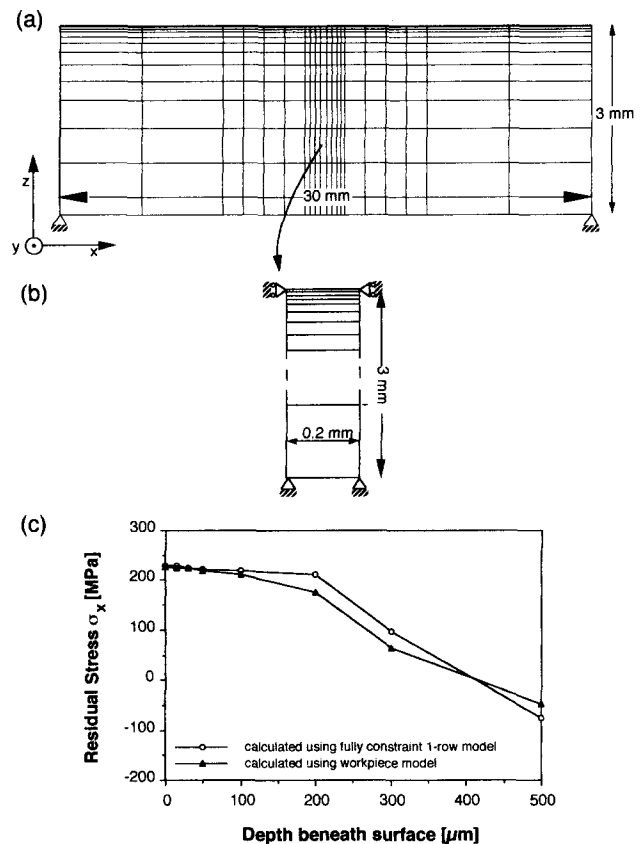 (a)
3 mm
z
30 mm
y
x
(b)
3 mm
0.2 mm
(c)
300
200
100
0
-100
-200
Residual Stress σx [MPa]
calculated using fully constraint 1-row model
calculated using workpiece model
0
100
200
300
400
500
Depth beneath surface [μm]